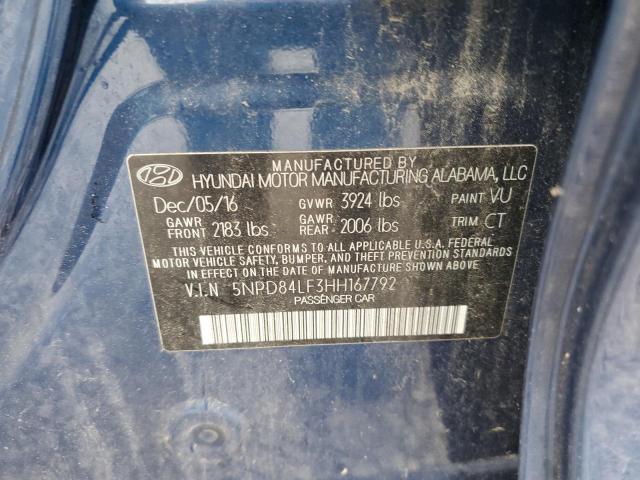 MANUFACTURED BY
HYUNDAI MOTOR MANUFACTURING ALABAMA, LLC
Dec/05/16 GVWR 3924 lbs PAINT VU
GAWR FRONT 2183 lbs GAWR REAR 2006 lbs TRIM CT
THIS VEHICLE CONFORMS TO ALL APPLICABLE U.S.A. FEDERAL
MOTOR VEHICLE SAFETY, BUMPER, AND THEFT PREVENTION
STANDARDS IN EFFECT ON THE DATE OF MANUFACTURE SHOWN ABOVE.
V.I.N 5NPD84LF3HH167792
PASSENGER CAR